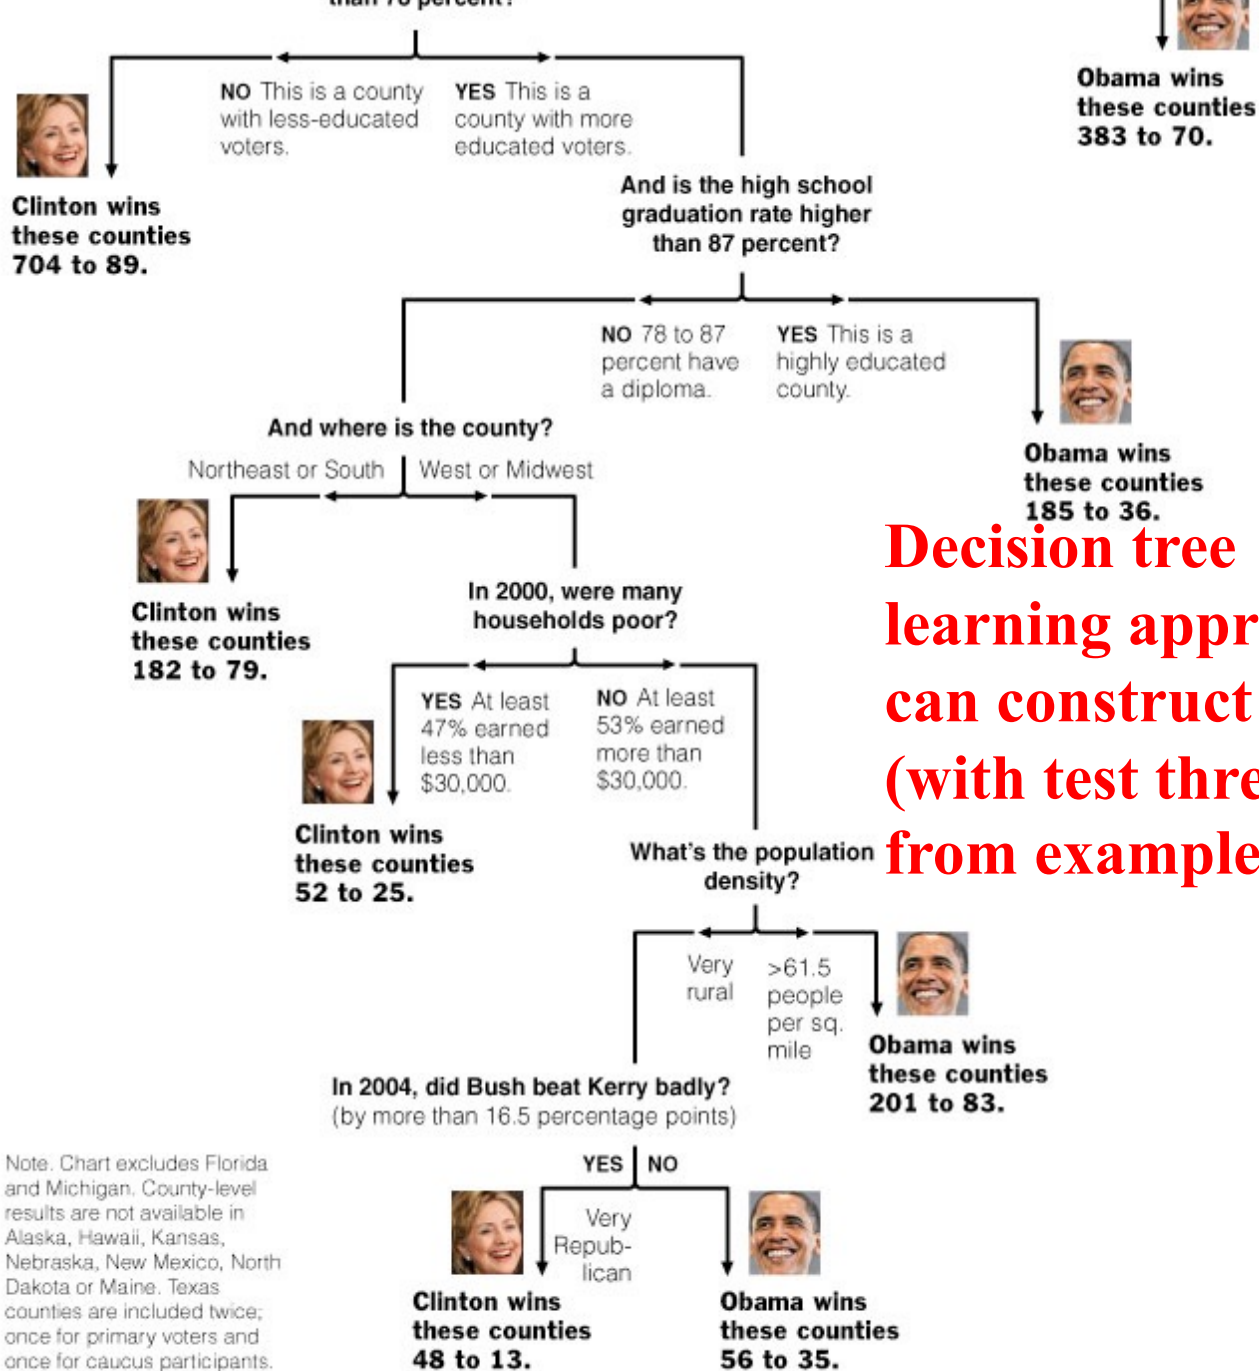 than 78 percent?
Obama wins
these counties
383 to 70.
NO This is a county
with less-educated
voters.
YES This is a
county with more
educated voters.
Clinton wins
these counties
704 to 89.
And is the high school
graduation rate higher
than 87 percent?
NO 78 to 87
percent have
a diploma.
YES This is a
highly educated
county.
Obama wins
these counties
185 to 36.
And where is the county?
Northeast or South
West or Midwest
Clinton wins
these counties
182 to 79.
In 2000, were many
households poor?
YES At least
47% earned
less than
$30,000.
NO At least
53% earned
more than
$30,000.
Clinton wins
these counties
52 to 25.
Decision tree
learning appr
can construct
(with test thre
from example
What's the population
density?
Very
rural
>61.5
people
per sq.
mile
Obama wins
these counties
201 to 83.
In 2004, did Bush beat Kerry badly?
(by more than 16.5 percentage points)
YES
NO
Very
Repub-
lican
Clinton wins
these counties
48 to 13.
Obama wins
these counties
56 to 35.
Note. Chart excludes Florida
and Michigan. County-level
results are not available in
Alaska, Hawaii, Kansas,
Nebraska, New Mexico, North
Dakota or Maine. Texas
counties are included twice;
once for primary voters and
once for caucus participants.